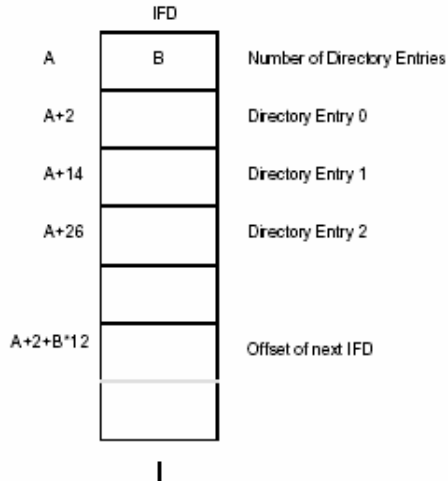 IFD
A B Number of Directory Entries
A+2 Directory Entry 0
A+14 Directory Entry 1
A+26 Directory Entry 2
A+2+B*12 Offset of next IFD